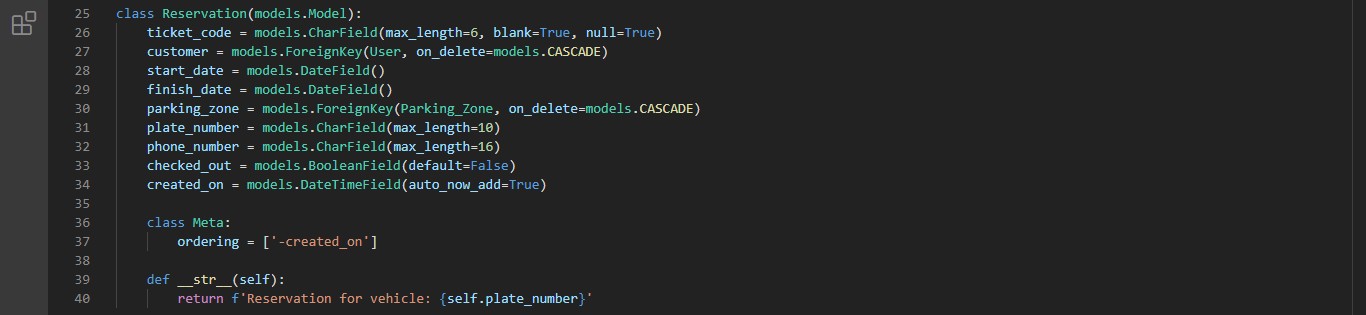 25 class Reservation(models.Model):
26     ticket_code = models.CharField(max_length=6, blank=True, null=True)
27     customer = models.ForeignKey(User, on_delete=models.CASCADE)
28     start_date = models.DateField()
29     finish_date = models.DateField()
30     parking_zone = models.ForeignKey(Parking_Zone, on_delete=models.CASCADE)
31     plate_number = models.CharField(max_length=10)
32     phone_number = models.CharField(max_length=16)
33     checked_out = models.BooleanField(default=False)
34     created_on = models.DateTimeField(auto_now_add=True)
35
36     class Meta:
37         ordering = ['-created_on']
38
39     def __str__(self):
40         return f'Reservation for vehicle: {self.plate_number}'